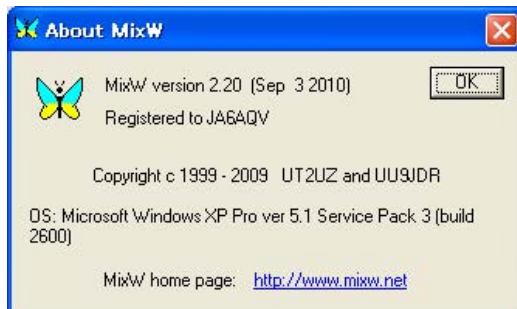 About MixW
MixW version 2.20 (Sep 3 2010)
OK
Registered to JA6AQV
Copyright c 1999 - 2009 UT2UZ and UU9JDR
OS: Microsoft Windows XP Pro ver 5.1 Service Pack 3 (build
2600)
MixW home page: http://www.mixw.net